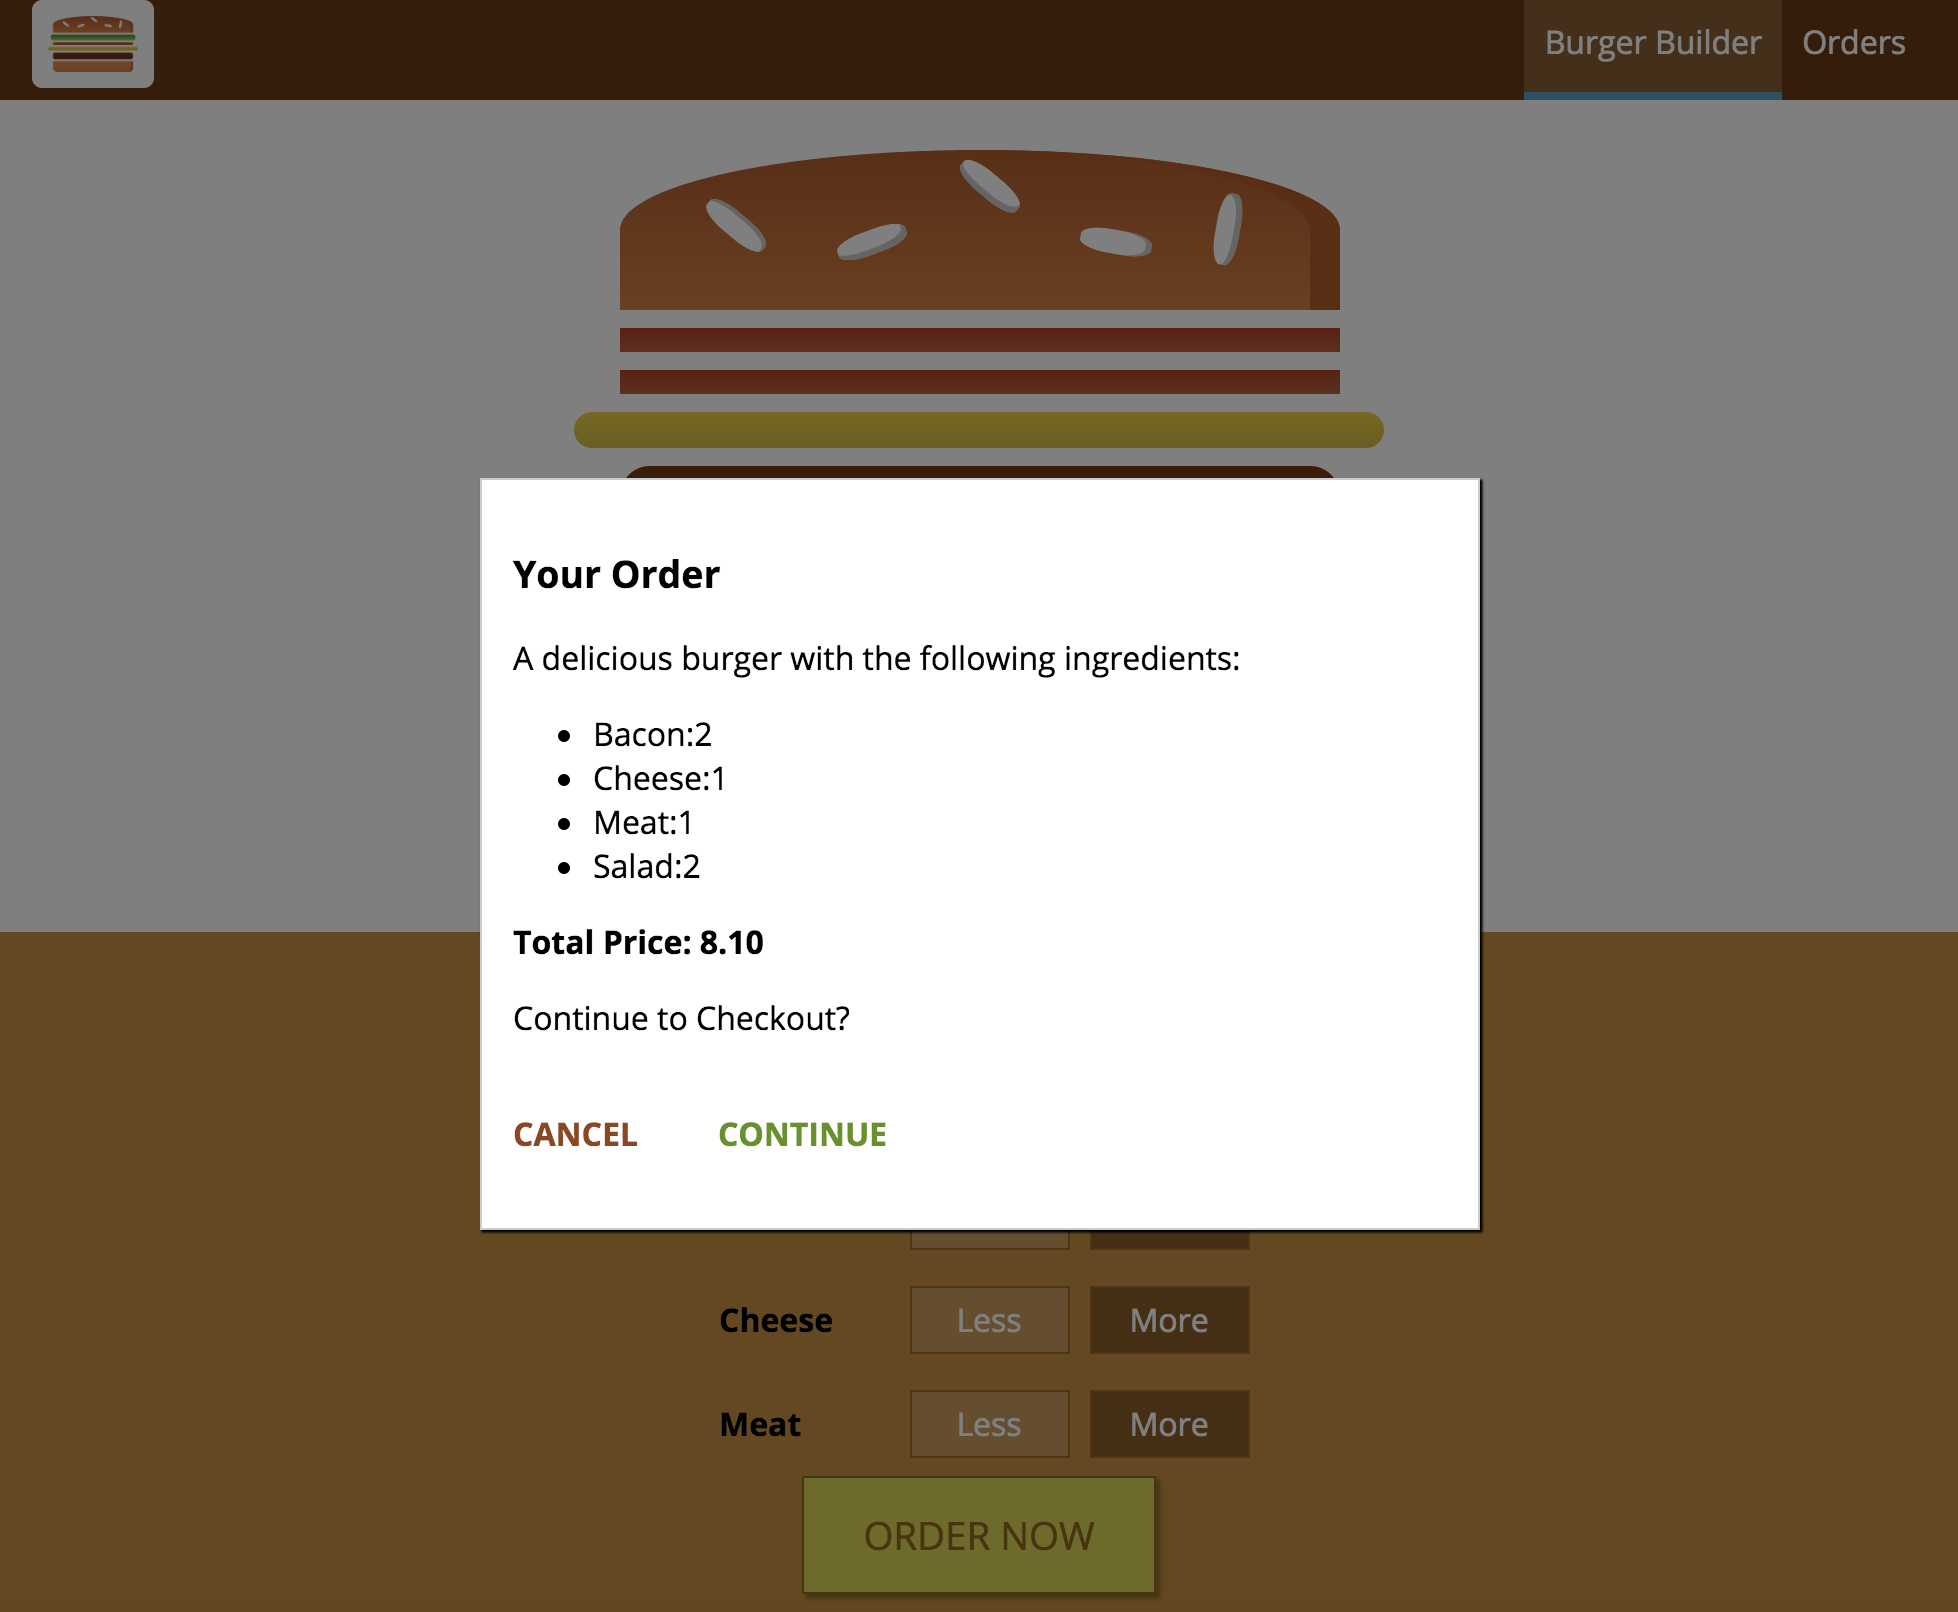 Burger Builder Orders
Your Order
A delicious burger with the following ingredients:
Bacon:2
Cheese:1
Meat:1
Salad:2
Total Price: 8.10
Continue to Checkout?
CANCEL CONTINUE
Cheese Less More
Meat Less More
ORDER NOW